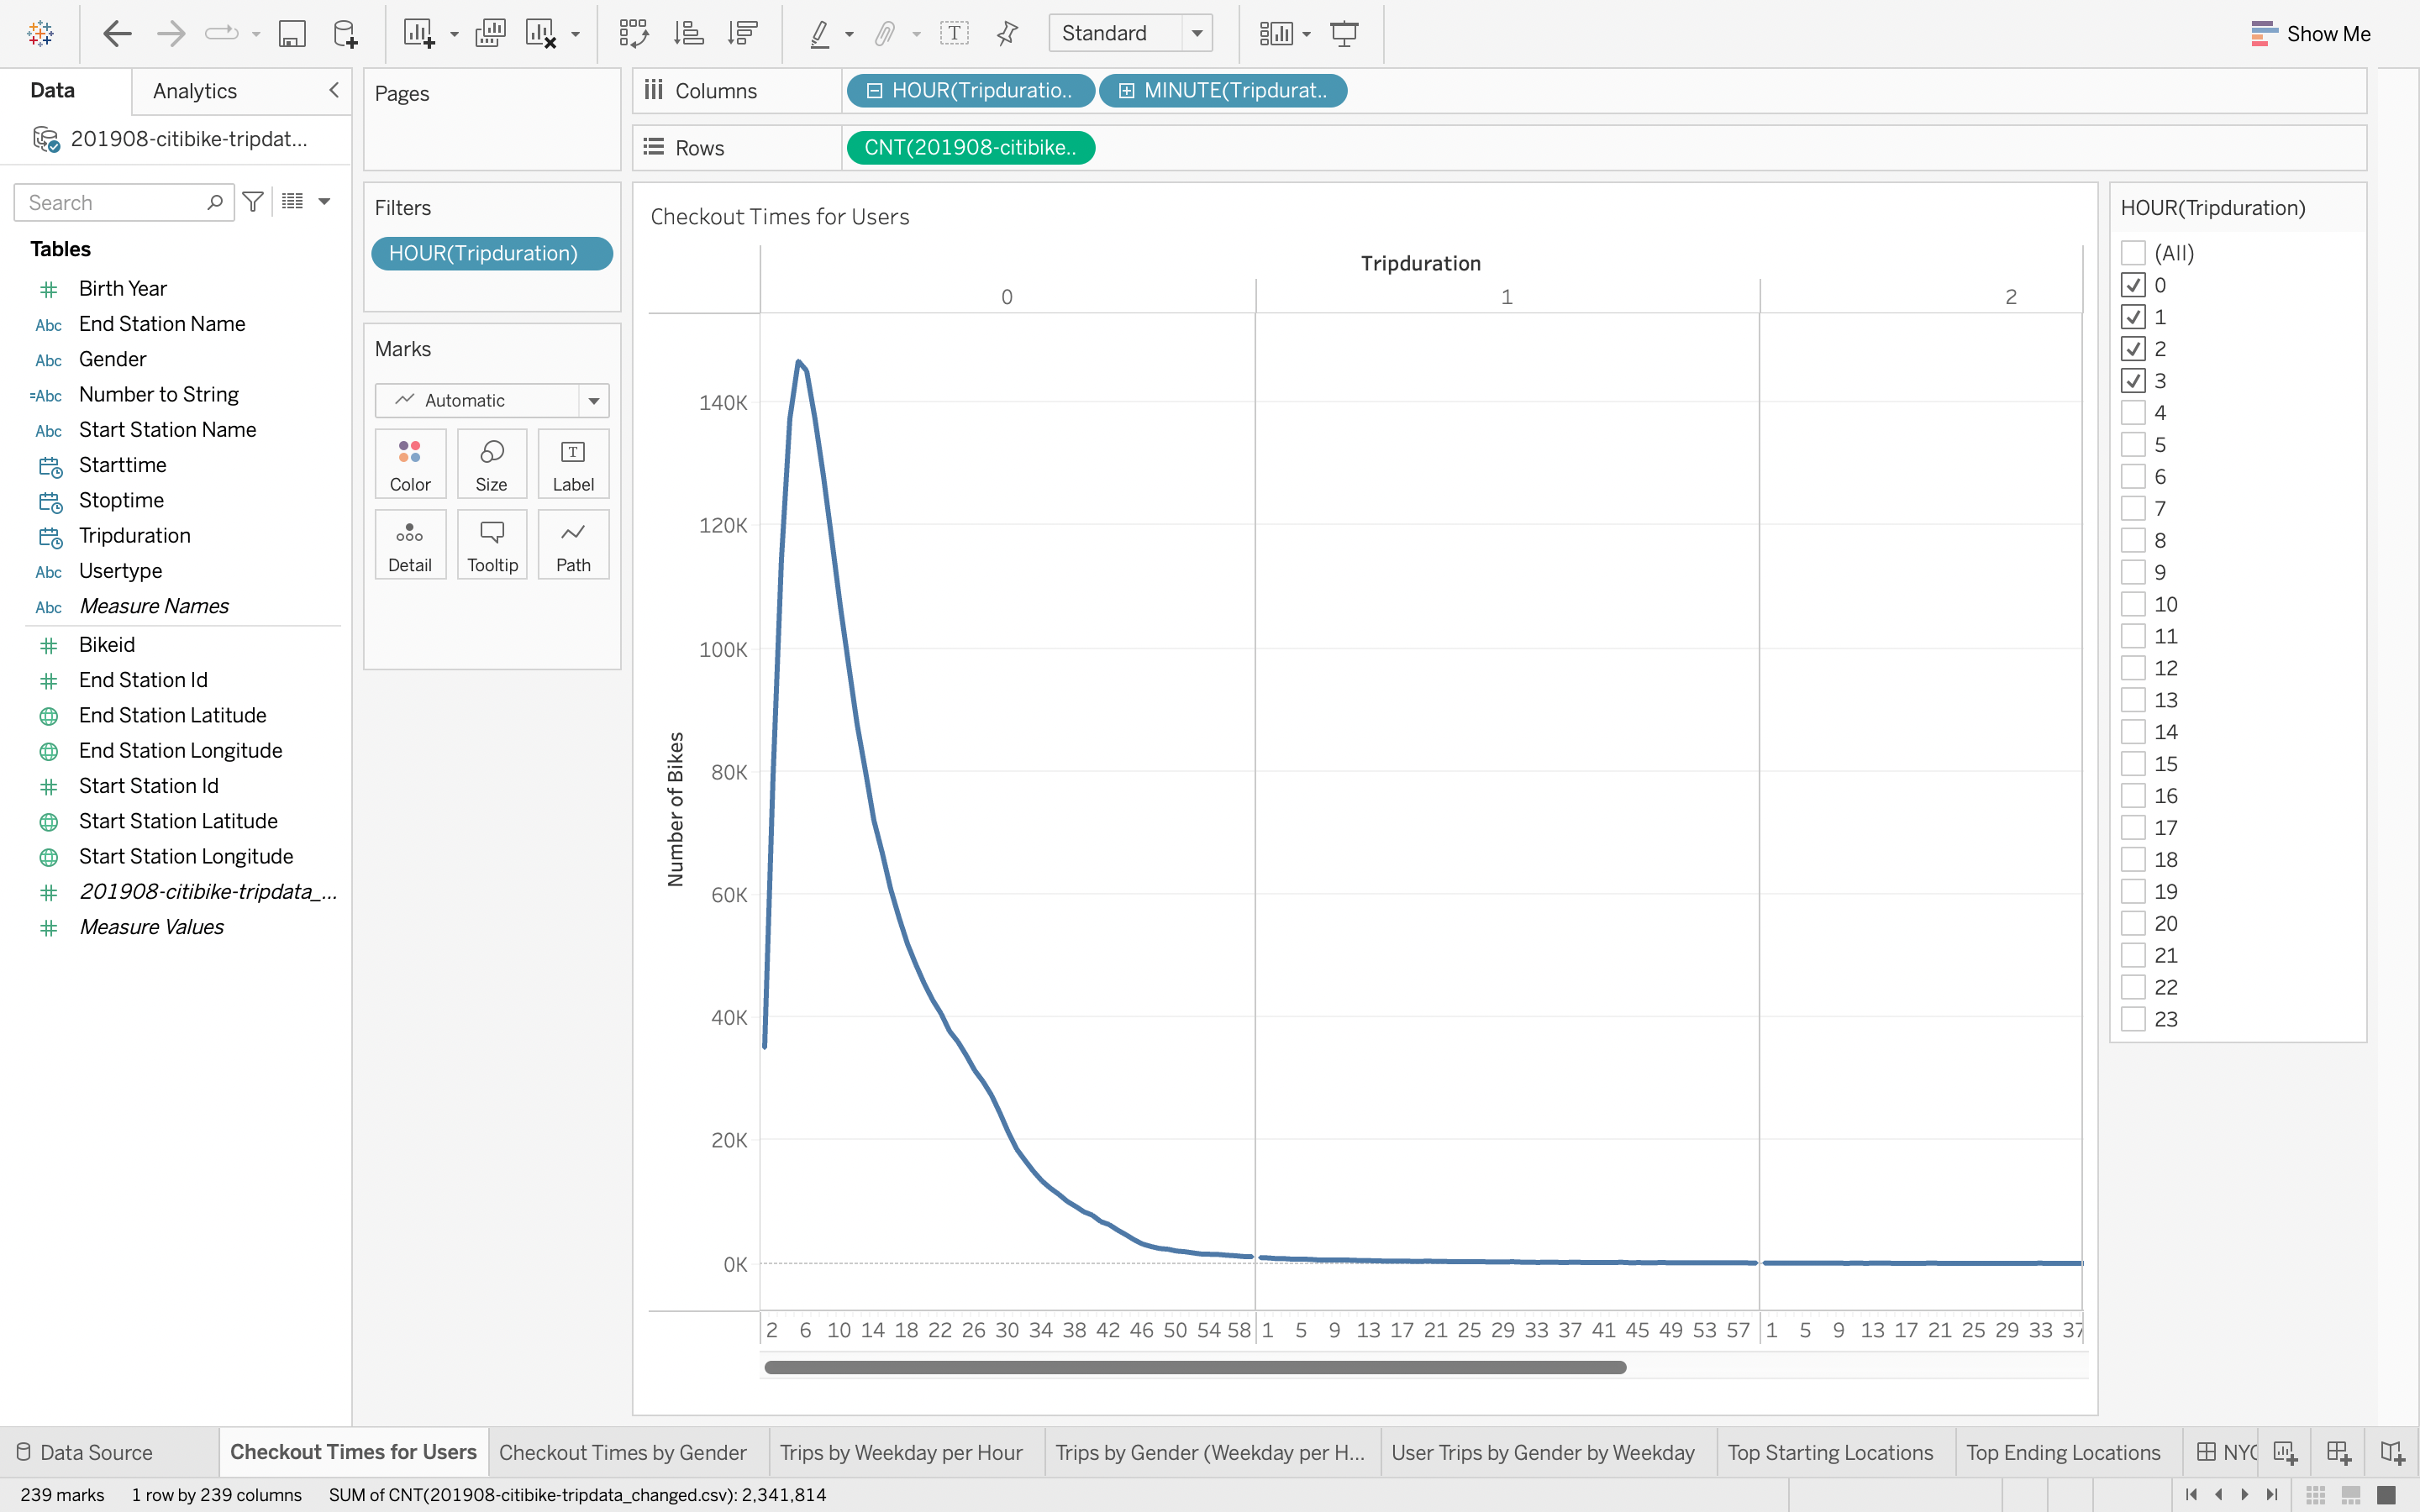 Standard
Show Me
Data
Analytics
201908-citibike-tripdat...
Search
Tables
Birth Year
Abc End Station Name
Abc Gender
=Abc Number to String
Abc Start Station Name
Starttime
Stoptime
Tripduration
Abc Usertype
Abc Measure Names
Bikeid
End Station Id
End Station Latitude
End Station Longitude
Start Station Id
Start Station Latitude
Start Station Longitude
201908-citibike-tripdata_...
Measure Values
Pages
Filters
HOUR(Tripduration)
Marks
Automatic
Color Size Label
Detail Tooltip Path
Columns HOUR(Tripduratio.. MINUTE(Tripdurat..
Rows CNT(201908-citibike..
Checkout Times for Users
Tripduration
0 1 2
Number of Bikes
140K
120K
100K
80K
60K
40K
20K
0K
2 6 10 14 18 22 26 30 34 38 42 46 50 54 58 1 5 9 13 17 21 25 29 33 37 41 45 49 53 57 1 5 9 13 17 21 25 29 33 37
HOUR(Tripduration)
(All)
0
1
2
3
4
5
6
7
8
9
10
11
12
13
14
15
16
17
18
19
20
21
22
23
Data Source Checkout Times for Users Checkout Times by Gender Trips by Weekday per Hour Trips by Gender (Weekday per H... User Trips by Gender by Weekday Top Starting Locations Top Ending Locations NYC
239 marks 1 row by 239 columns SUM of CNT(201908-citibike-tripdata_changed.csv): 2,341,814